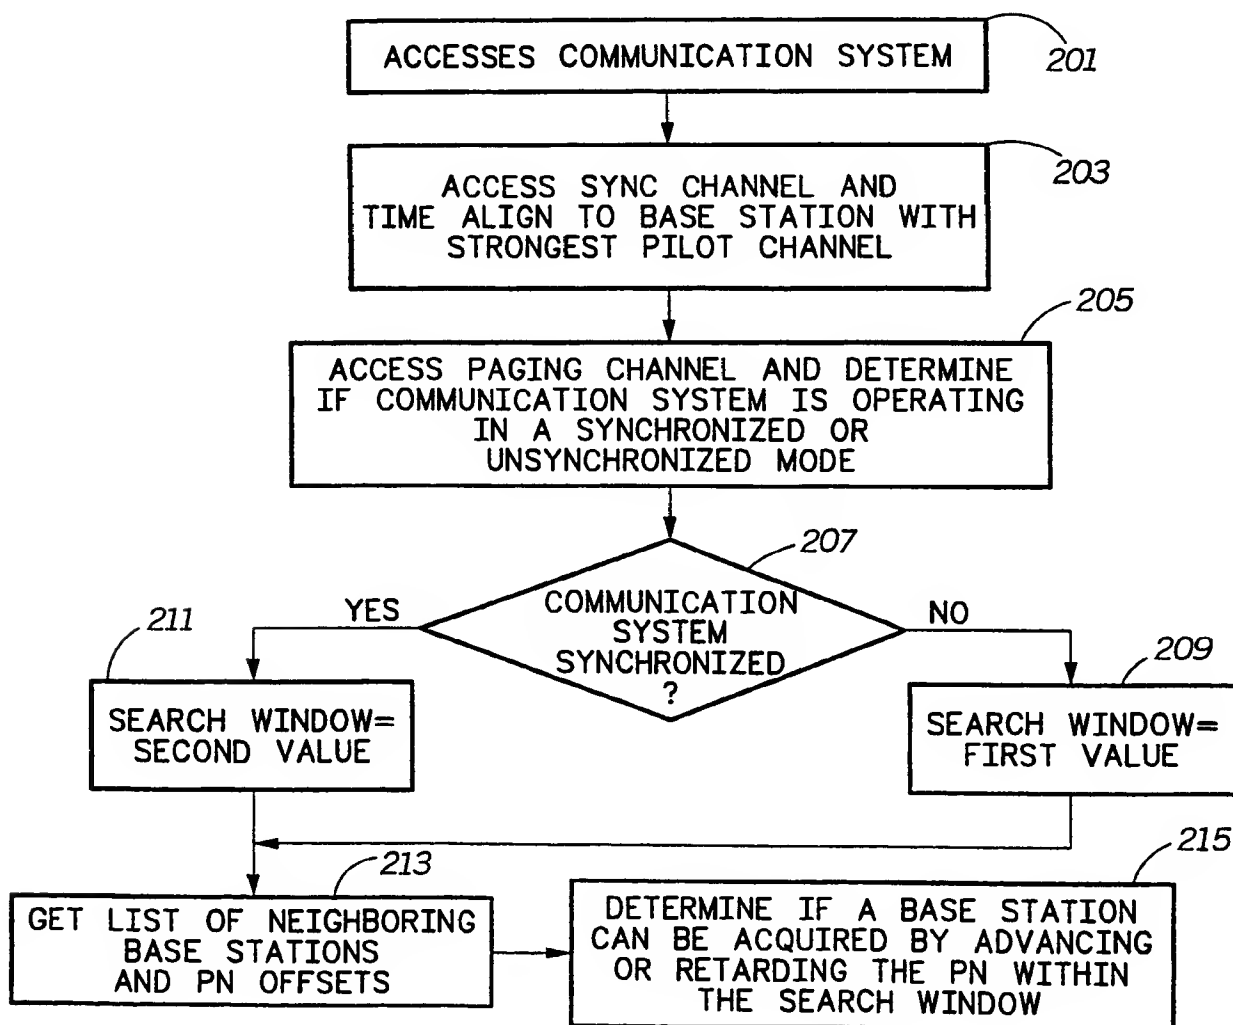 ACCESSES COMMUNICATION SYSTEM
201
203
ACCESS SYNC CHANNEL AND
TIME ALIGN TO BASE STATION WITH
STRONGEST PILOT CHANNEL
205
ACCESS PAGING CHANNEL AND DETERMINE
IF COMMUNICATION SYSTEM IS OPERATING
IN A SYNCHRONIZED OR
UNSYNCHRONIZED MODE
207
COMMUNICATION
SYSTEM
SYNCHRONIZED
?
YES
NO
211
SEARCH WINDOW=
SECOND VALUE
209
SEARCH WINDOW=
FIRST VALUE
213
GET LIST OF NEIGHBORING
BASE STATIONS
AND PN OFFSETS
215
DETERMINE IF A BASE STATION
CAN BE ACQUIRED BY ADVANCING
OR RETARDING THE PN WITHIN
THE SEARCH WINDOW